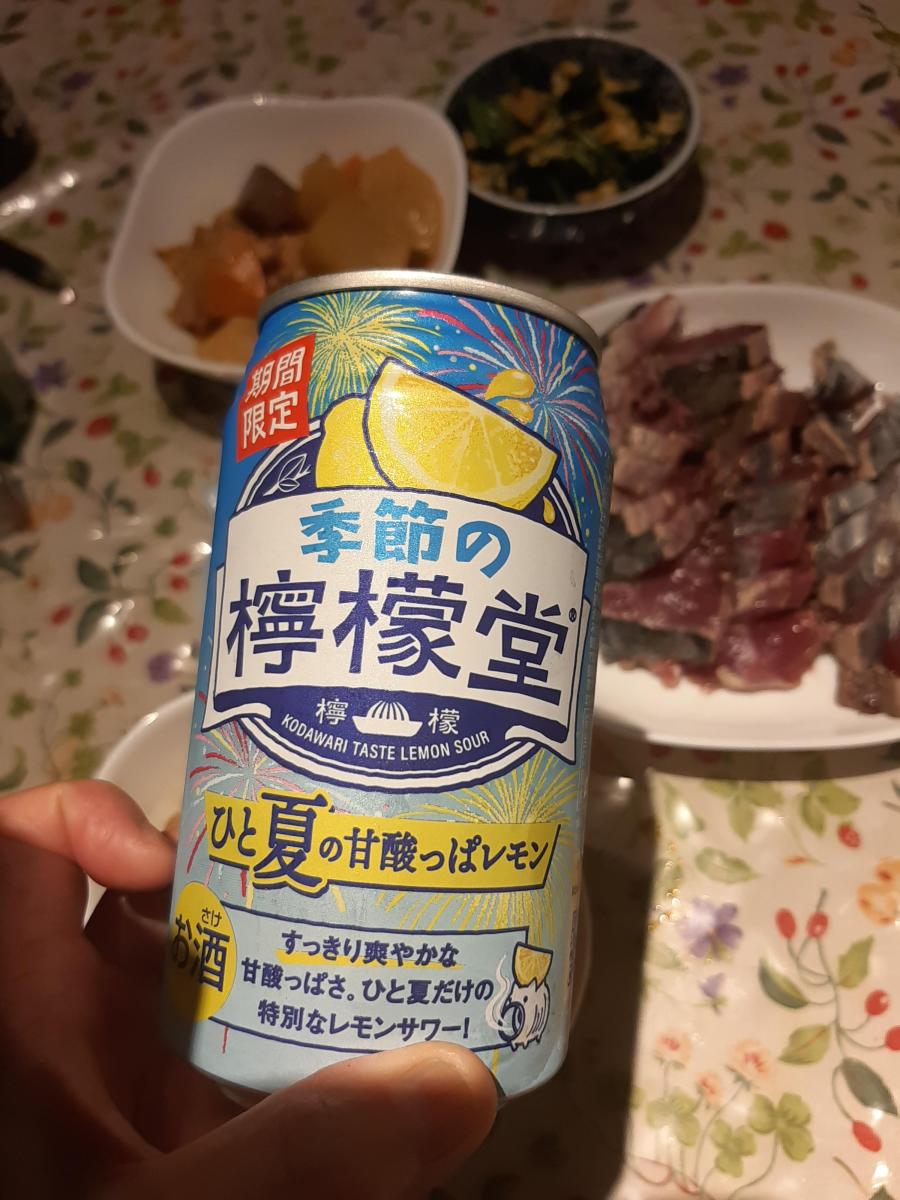 期間
限定
季節の
檸檬堂®
檸 檬
KODAWARI TASTE LEMON SOUR
ひと夏の甘酸っぱレモン
さけ
お酒
すっきり爽やかな
甘酸っぱさ。ひと夏だけの
特別なレモンサワー!